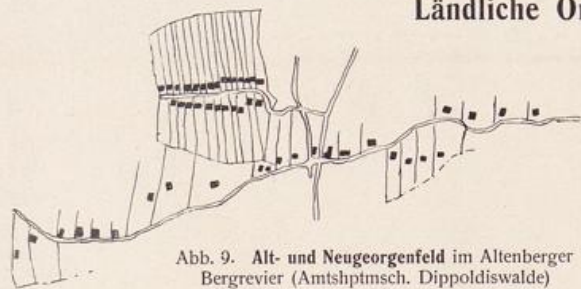 Ländliche
Abb. 9. Alt- und Neugeorgenfeld im Altenberger
Bergrevier (Amtshptmsch. Dippoldiswalde)